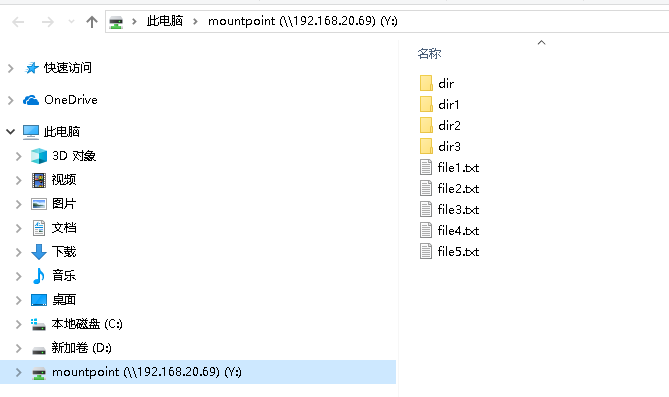 此电脑 mountpoint (\\192.168.20.69) (Y:)
快速访问
OneDrive
此电脑
3D 对象
视频
图片
文档
下载
音乐
桌面
本地磁盘 (C:)
新加卷 (D:)
mountpoint (\\192.168.20.69) (Y:)
名称
dir
dir1
dir2
dir3
file1.txt
file2.txt
file3.txt
file4.txt
file5.txt